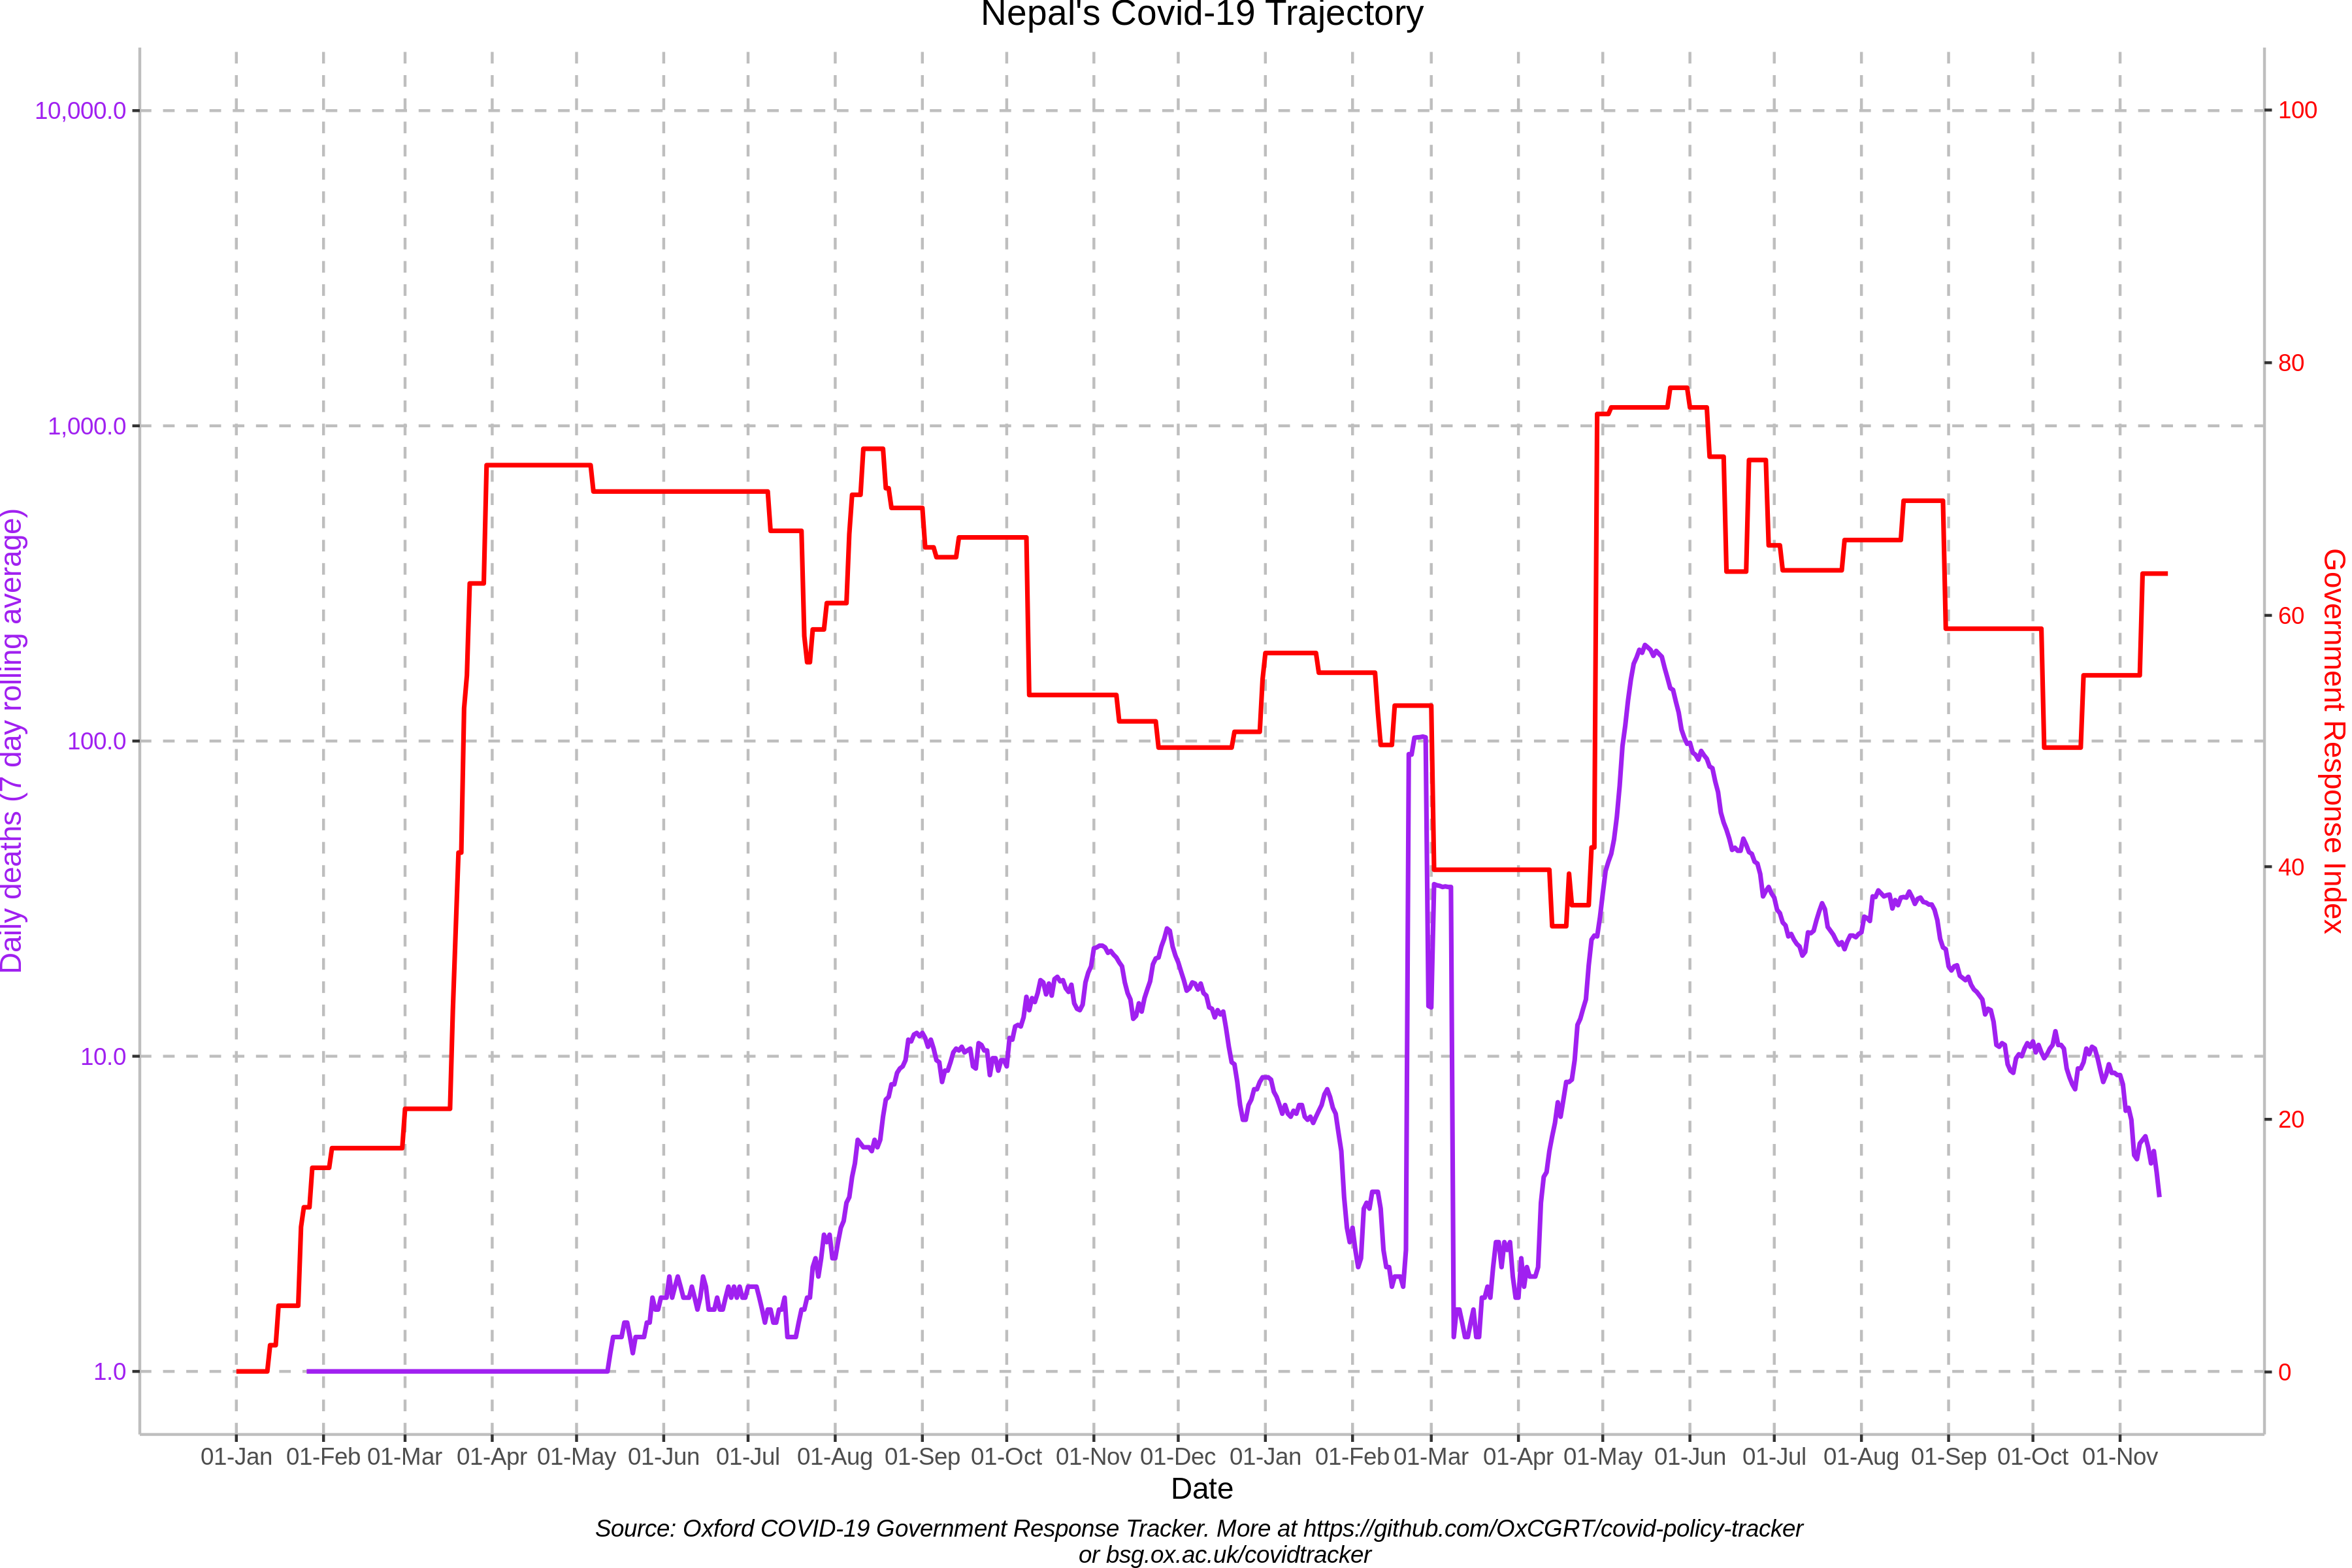 Nepal's Covid-19 Trajectory
10,000.0
1,000.0
100.0
10.0
1.0
Daily deaths (7 day rolling average)
100
80
60
40
20
0
Government Response Index
01-Jan 01-Feb 01-Mar 01-Apr 01-May 01-Jun 01-Jul 01-Aug 01-Sep 01-Oct 01-Nov 01-Dec 01-Jan 01-Feb 01-Mar 01-Apr 01-May 01-Jun 01-Jul 01-Aug 01-Sep 01-Oct 01-Nov
Date
Source: Oxford COVID-19 Government Response Tracker. More at https://github.com/OxCGRT/covid-policy-tracker
or bsg.ox.ac.uk/covidtracker